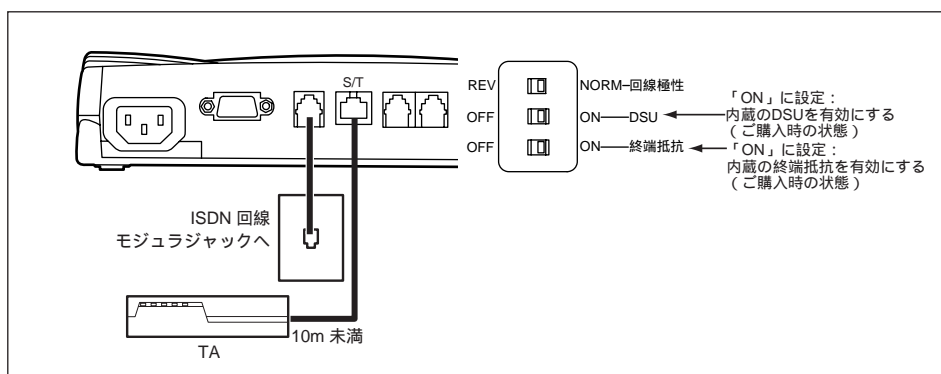 S/T
REV NORM 回線極性
OFF ON DSU
OFF ON 終端抵抗
「ON」に設定：
内蔵のDSUを有効にする
（ご購入時の状態）
「ON」に設定：
内蔵の終端抵抗を有効にする
（ご購入時の状態）
ISDN 回線
モジュラジャックへ
10m 未満
TA